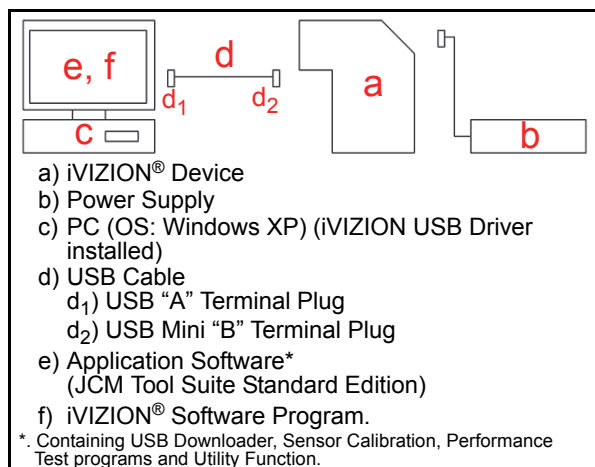 e, f
d
d1
d2
a
c
b
a) iVIZION® Device
b) Power Supply
c) PC (OS: Windows XP) (iVIZION USB Driver
installed)
d) USB Cable
d1) USB “A” Terminal Plug
d2) USB Mini “B” Terminal Plug
e) Application Software*
(JCM Tool Suite Standard Edition)
f) iVIZION® Software Program.
*. Containing USB Downloader, Sensor Calibration, Performance
Test programs and Utility Function.